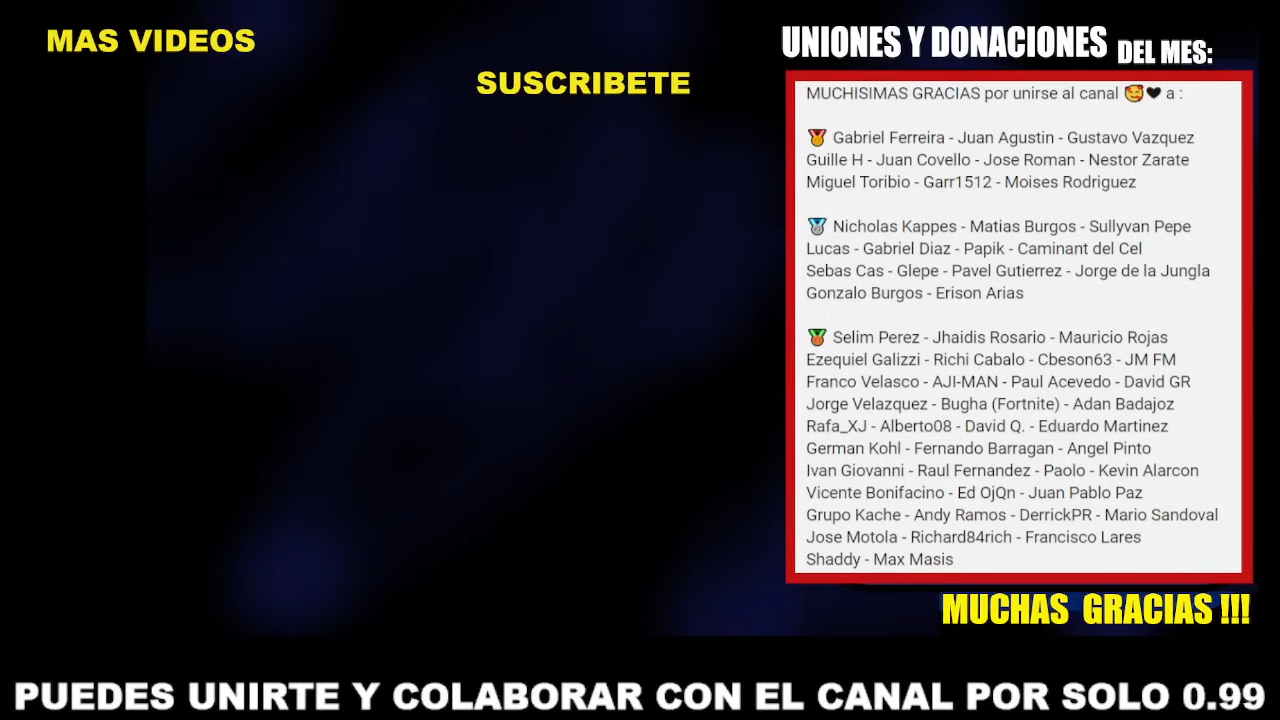 MAS VIDEOS
SUSCRIBETE
UNIONES Y DONACIONES DEL MES:
MUCHISIMAS GRACIAS por unirse al canal 🥰🖤 a :
🏅 Gabriel Ferreira - Juan Agustin - Gustavo Vazquez
Guille H - Juan Covello - Jose Roman - Nestor Zarate
Miguel Toribio - Garr1512 - Moises Rodriguez
🥈 Nicholas Kappes - Matias Burgos - Sullyvan Pepe
Lucas - Gabriel Diaz - Papik - Caminant del Cel
Sebas Cas - Glepe - Pavel Gutierrez - Jorge de la Jungla
Gonzalo Burgos - Erison Arias
🥉 Selim Perez - Jhaidis Rosario - Mauricio Rojas
Ezequiel Galizzi - Richi Cabalo - Cbeson63 - JM FM
Franco Velasco - AJI-MAN - Paul Acevedo - David GR
Jorge Velazquez - Bugha (Fortnite) - Adan Badajoz
Rafa_XJ - Alberto08 - David Q. - Eduardo Martinez
German Kohl - Fernando Barragan - Angel Pinto
Ivan Giovanni - Raul Fernandez - Paolo - Kevin Alarcon
Vicente Bonifacino - Ed OjQn - Juan Pablo Paz
Grupo Kache - Andy Ramos - DerrickPR - Mario Sandoval
Jose Motola - Richard84rich - Francisco Lares
Shaddy - Max Masis
MUCHAS GRACIAS !!!
PUEDES UNIRTE Y COLABORAR CON EL CANAL POR SOLO 0.99